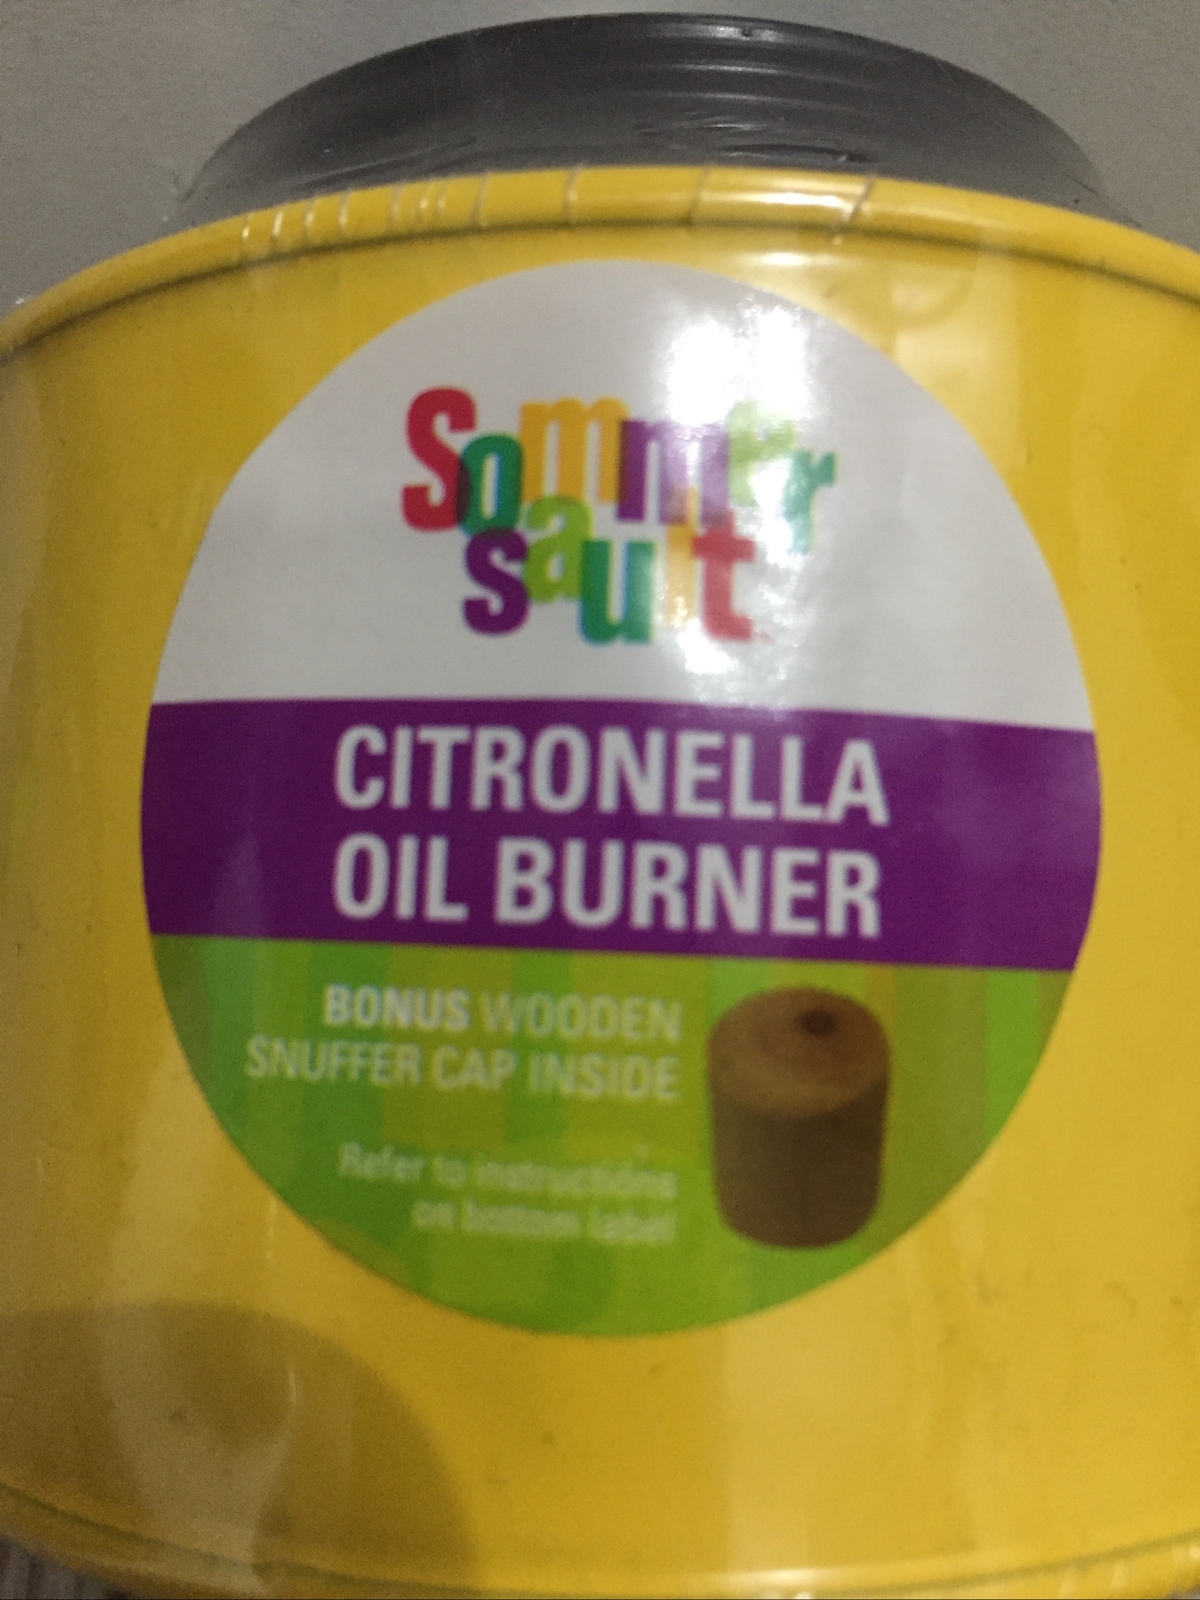 Sommer
sault
CITRONELLA
OIL BURNER
BONUS WOODEN
SNUFFER CAP INSIDE
Refer to instructions
on bottom label